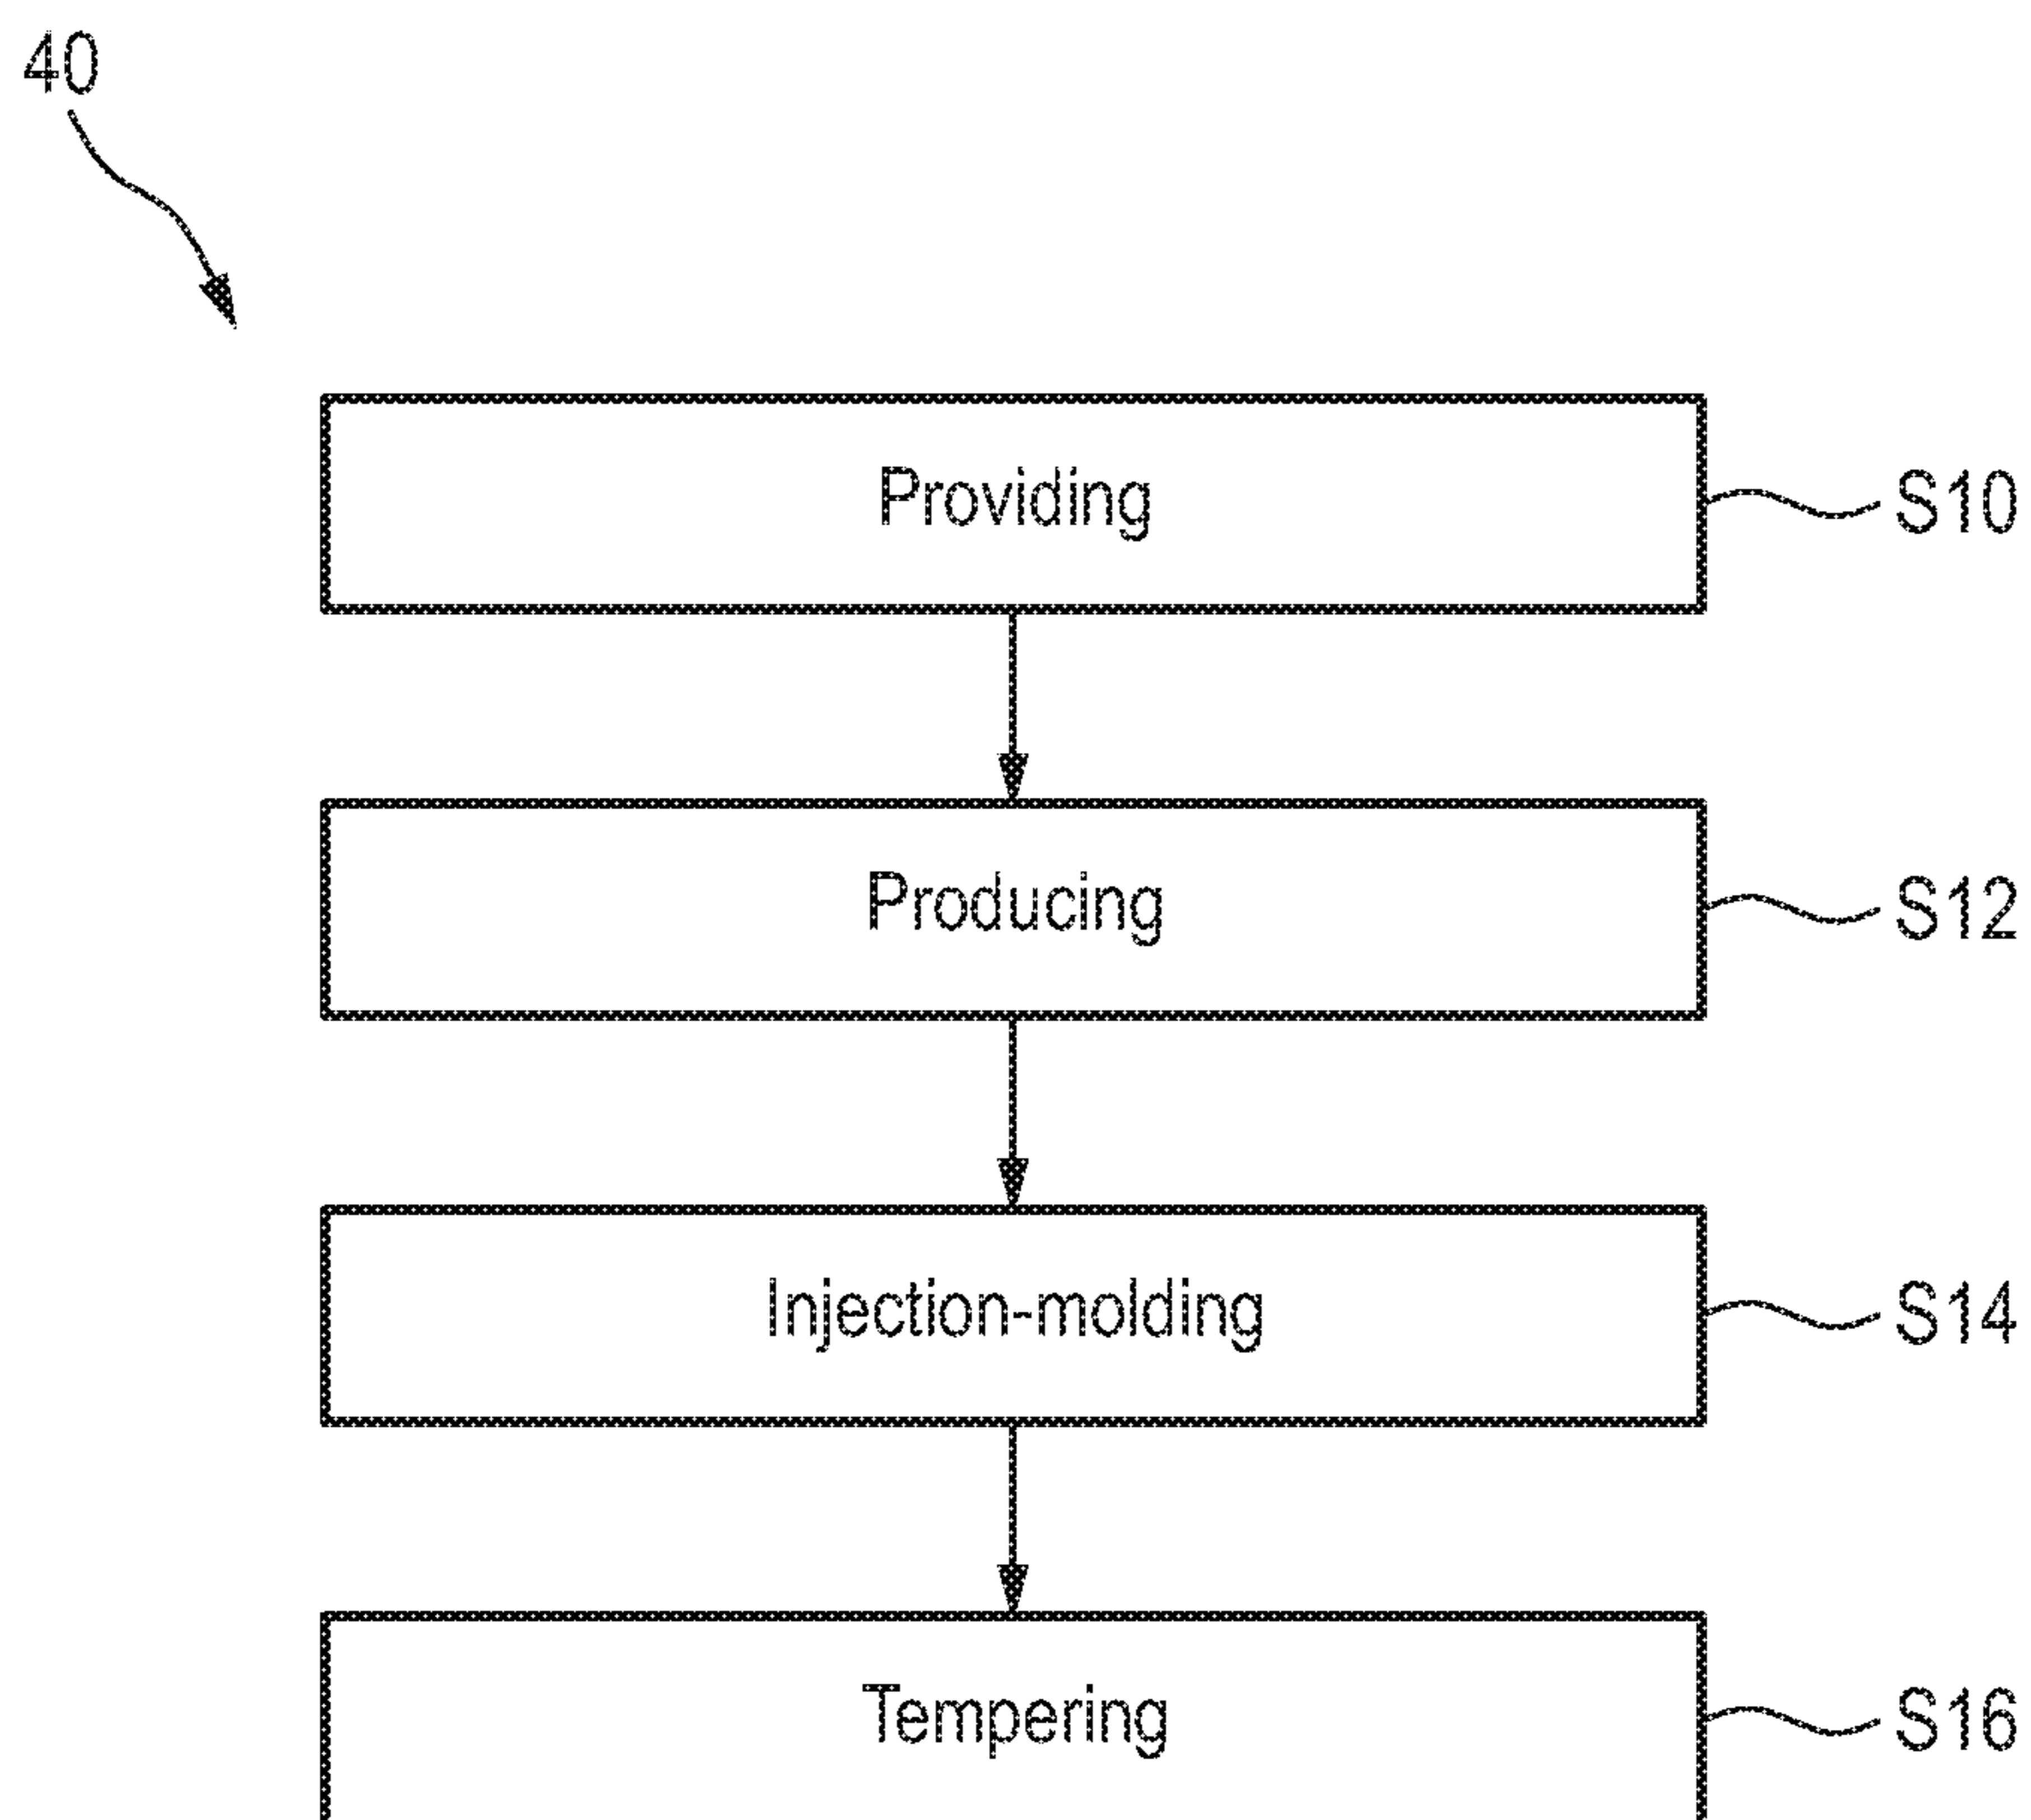 40
Providing
S10
Producing
S12
Injection-molding
S14
Tempering
S16